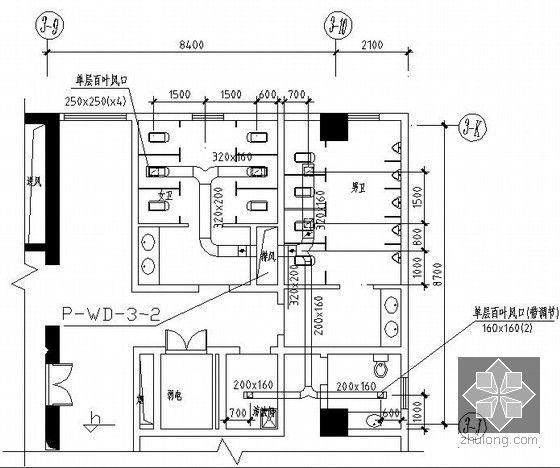 3-9
3-10
8400
2100
单层百叶风口
250x250(x4)
1500
1500
600
700
3-K
320x160
女卫
320x200
男卫
320x160
1500
800
1000
8700
送风
排风
320x200
200x160
P-WD-3-2
单层百叶风口(带调节)
160x160(2)
弱电
200x160
200x160
700
600
1000
3-J
h
zhulong.com